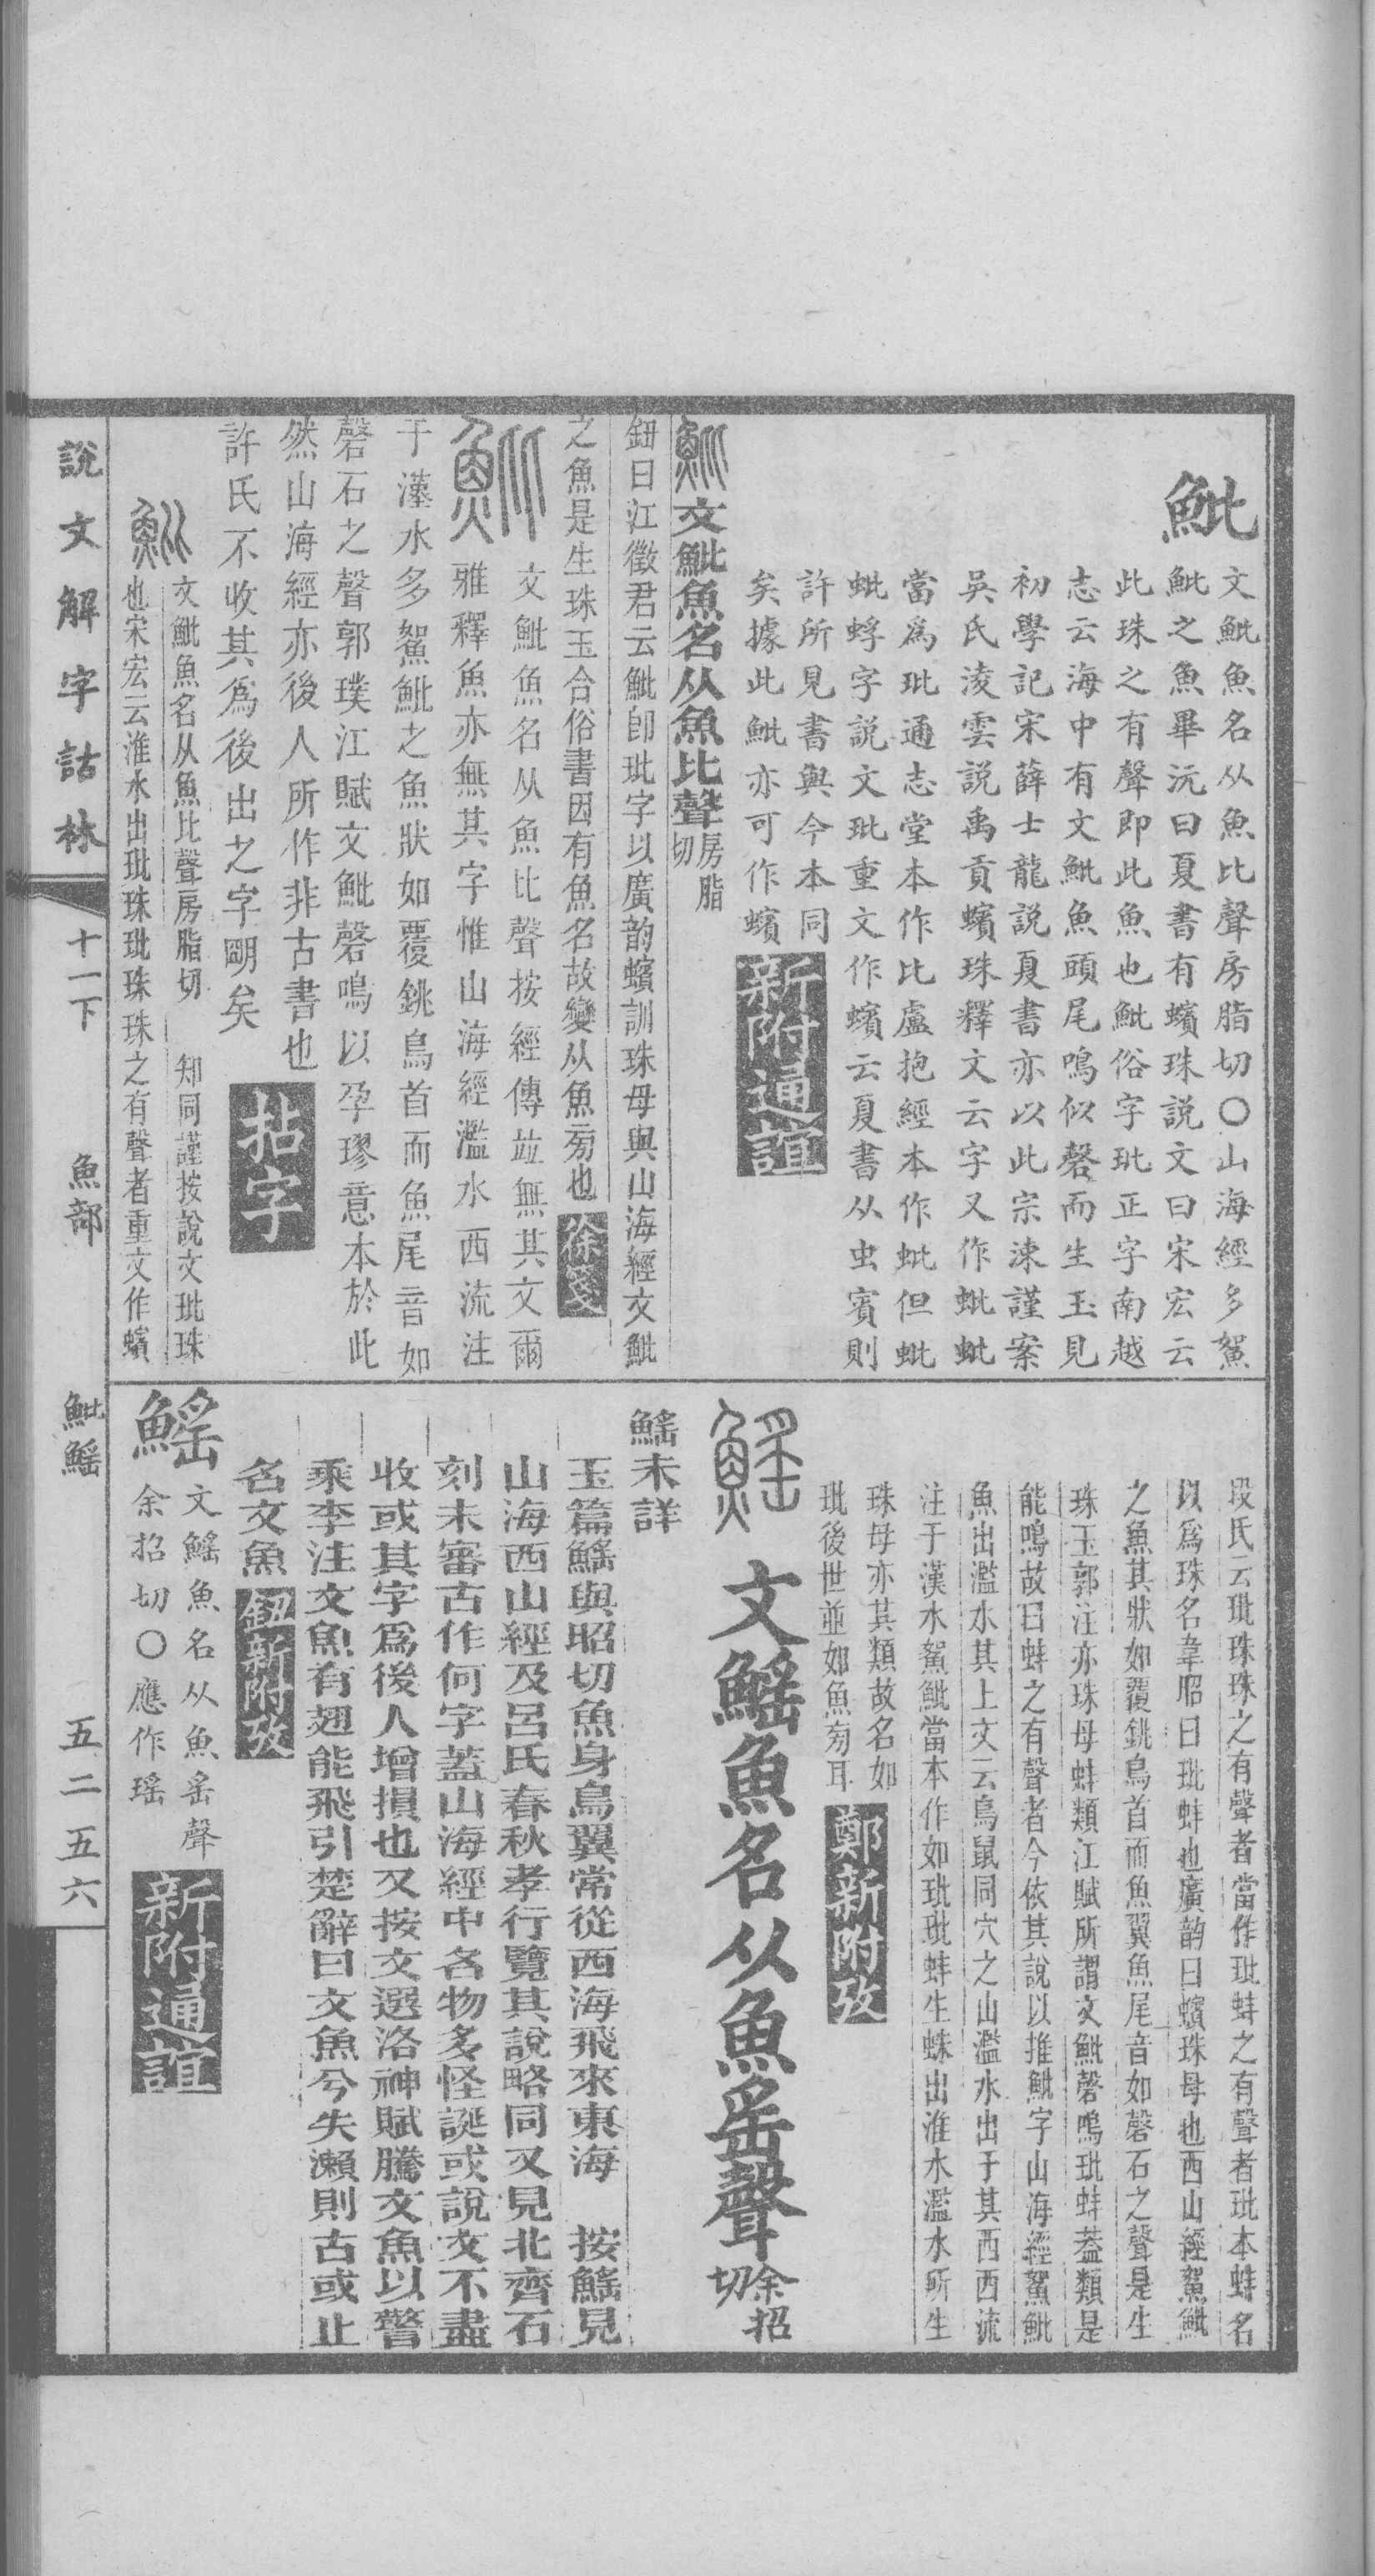 魮
文魮魚名从魚比聲房脂切○山海經多鴽
魮之魚畢沅曰夏書有蠙珠説文曰宋宏云
此珠之有聲即此魚也魮俗字玭正字南越
志云海中有文魮魚頭尾鳴似磬而生玉見
初學記宋薛士龍説夏書亦以此宗涑謹案
吳氏淩雲説禹貢蠙珠釋文云字又作蚍蚍
當爲玭通志堂本作比盧抱經本作蚍但蚍
蚍蜉字説文玭重文作蠙云夏書从虫賓則
許所見書與今本同
矣據此魮亦可作蠙
新附通誼
文魮魚名从魚比聲房脂切
鈕曰江徵君云魮卽玭字以廣韵蠙訓珠母與山海經文魮
之魚是生珠玉合俗書因有魚名故變从魚㫄也
徐箋
文魮魚名从魚比聲按經傳竝無其文爾
雅釋魚亦無其字惟山海經濫水西流注
于漢水多鴽魮之魚狀如覆銚鳥首而魚尾音如
磬石之聲郭璞江賦文魮磬鳴以孕璆意本於此
然山海經亦後人所作非古書也
許氏不收其爲後出之字明矣
拈字
文魮魚名从魚比聲房脂切 知同謹按說文玭珠
也宋宏云淮水出玭珠玭珠珠之有聲者重文作蠙
段氏云玭珠珠之有聲者當作玭蚌之有聲者玭本蚌名
以爲珠名韋昭曰玭蚌也廣韵曰蠙珠母也西山經鴽魮
之魚其狀如覆銚鳥首而魚翼魚尾音如磬石之聲是生
珠玉郭注亦珠母蚌類江賦所謂文魮磬鳴玭蚌葢類是
能鳴故曰蚌之有聲者今依其說以推魮字山海經鴽魮
魚出濫水其上文云鳥鼠同穴之山濫水出于其西西流
注于漢水鴽魮當本作如玭玭蚌生蛛出淮水濫水所生
珠母亦其類故名如
玭後世並如魚㫄耳
鄭新附攷
文鰩魚名从魚䍃聲余招切
鰩未詳
玉篇鰩與昭切魚身鳥翼常從西海飛來東海 按鰩見
山海西山經及呂氏春秋孝行覽其說略同又見北齊石
刻未審古作何字蓋山海經中名物多怪誕或說文不盡
收或其字爲後人增損也又按文選洛神賦騰文魚以警
乘李注文魚有翅能飛引楚辭曰文魚兮失瀨則古或止
名文魚
鈕新附攷
鰩
文鰩魚名从魚䍃聲
余招切○應作瑤
新附通誼
說文解字詁林
十一下
魚部
魮鰩
五二五六